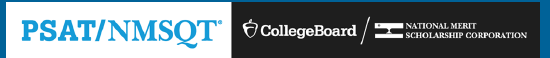 PSAT/NMSQT® CollegeBoard / NATIONAL MERIT
SCHOLARSHIP CORPORATION